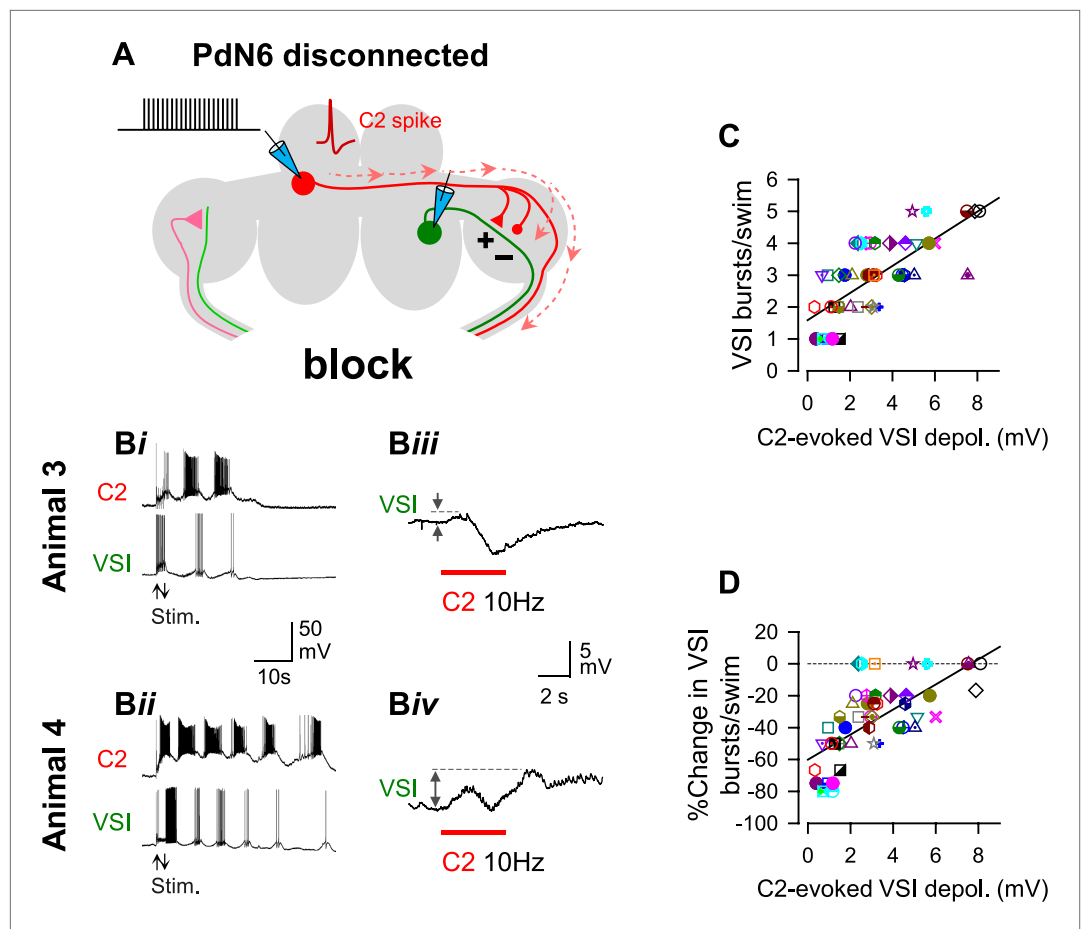 A PdN6 disconnected
C2 spike
+
−
block
Animal 3
Bi
C2
VSI
Stim.
Biii
VSI
C2 10Hz
50
mV
10s
5
mV
2 s
Animal 4
Bii
C2
VSI
Stim.
Biv
VSI
C2 10Hz
C
VSI bursts/swim
6
5
4
3
2
1
0
0 2 4 6 8
C2-evoked VSI depol. (mV)
D
%Change in VSI
bursts/swim
20
0
-20
-40
-60
-80
-100
0 2 4 6 8
C2-evoked VSI depol. (mV)